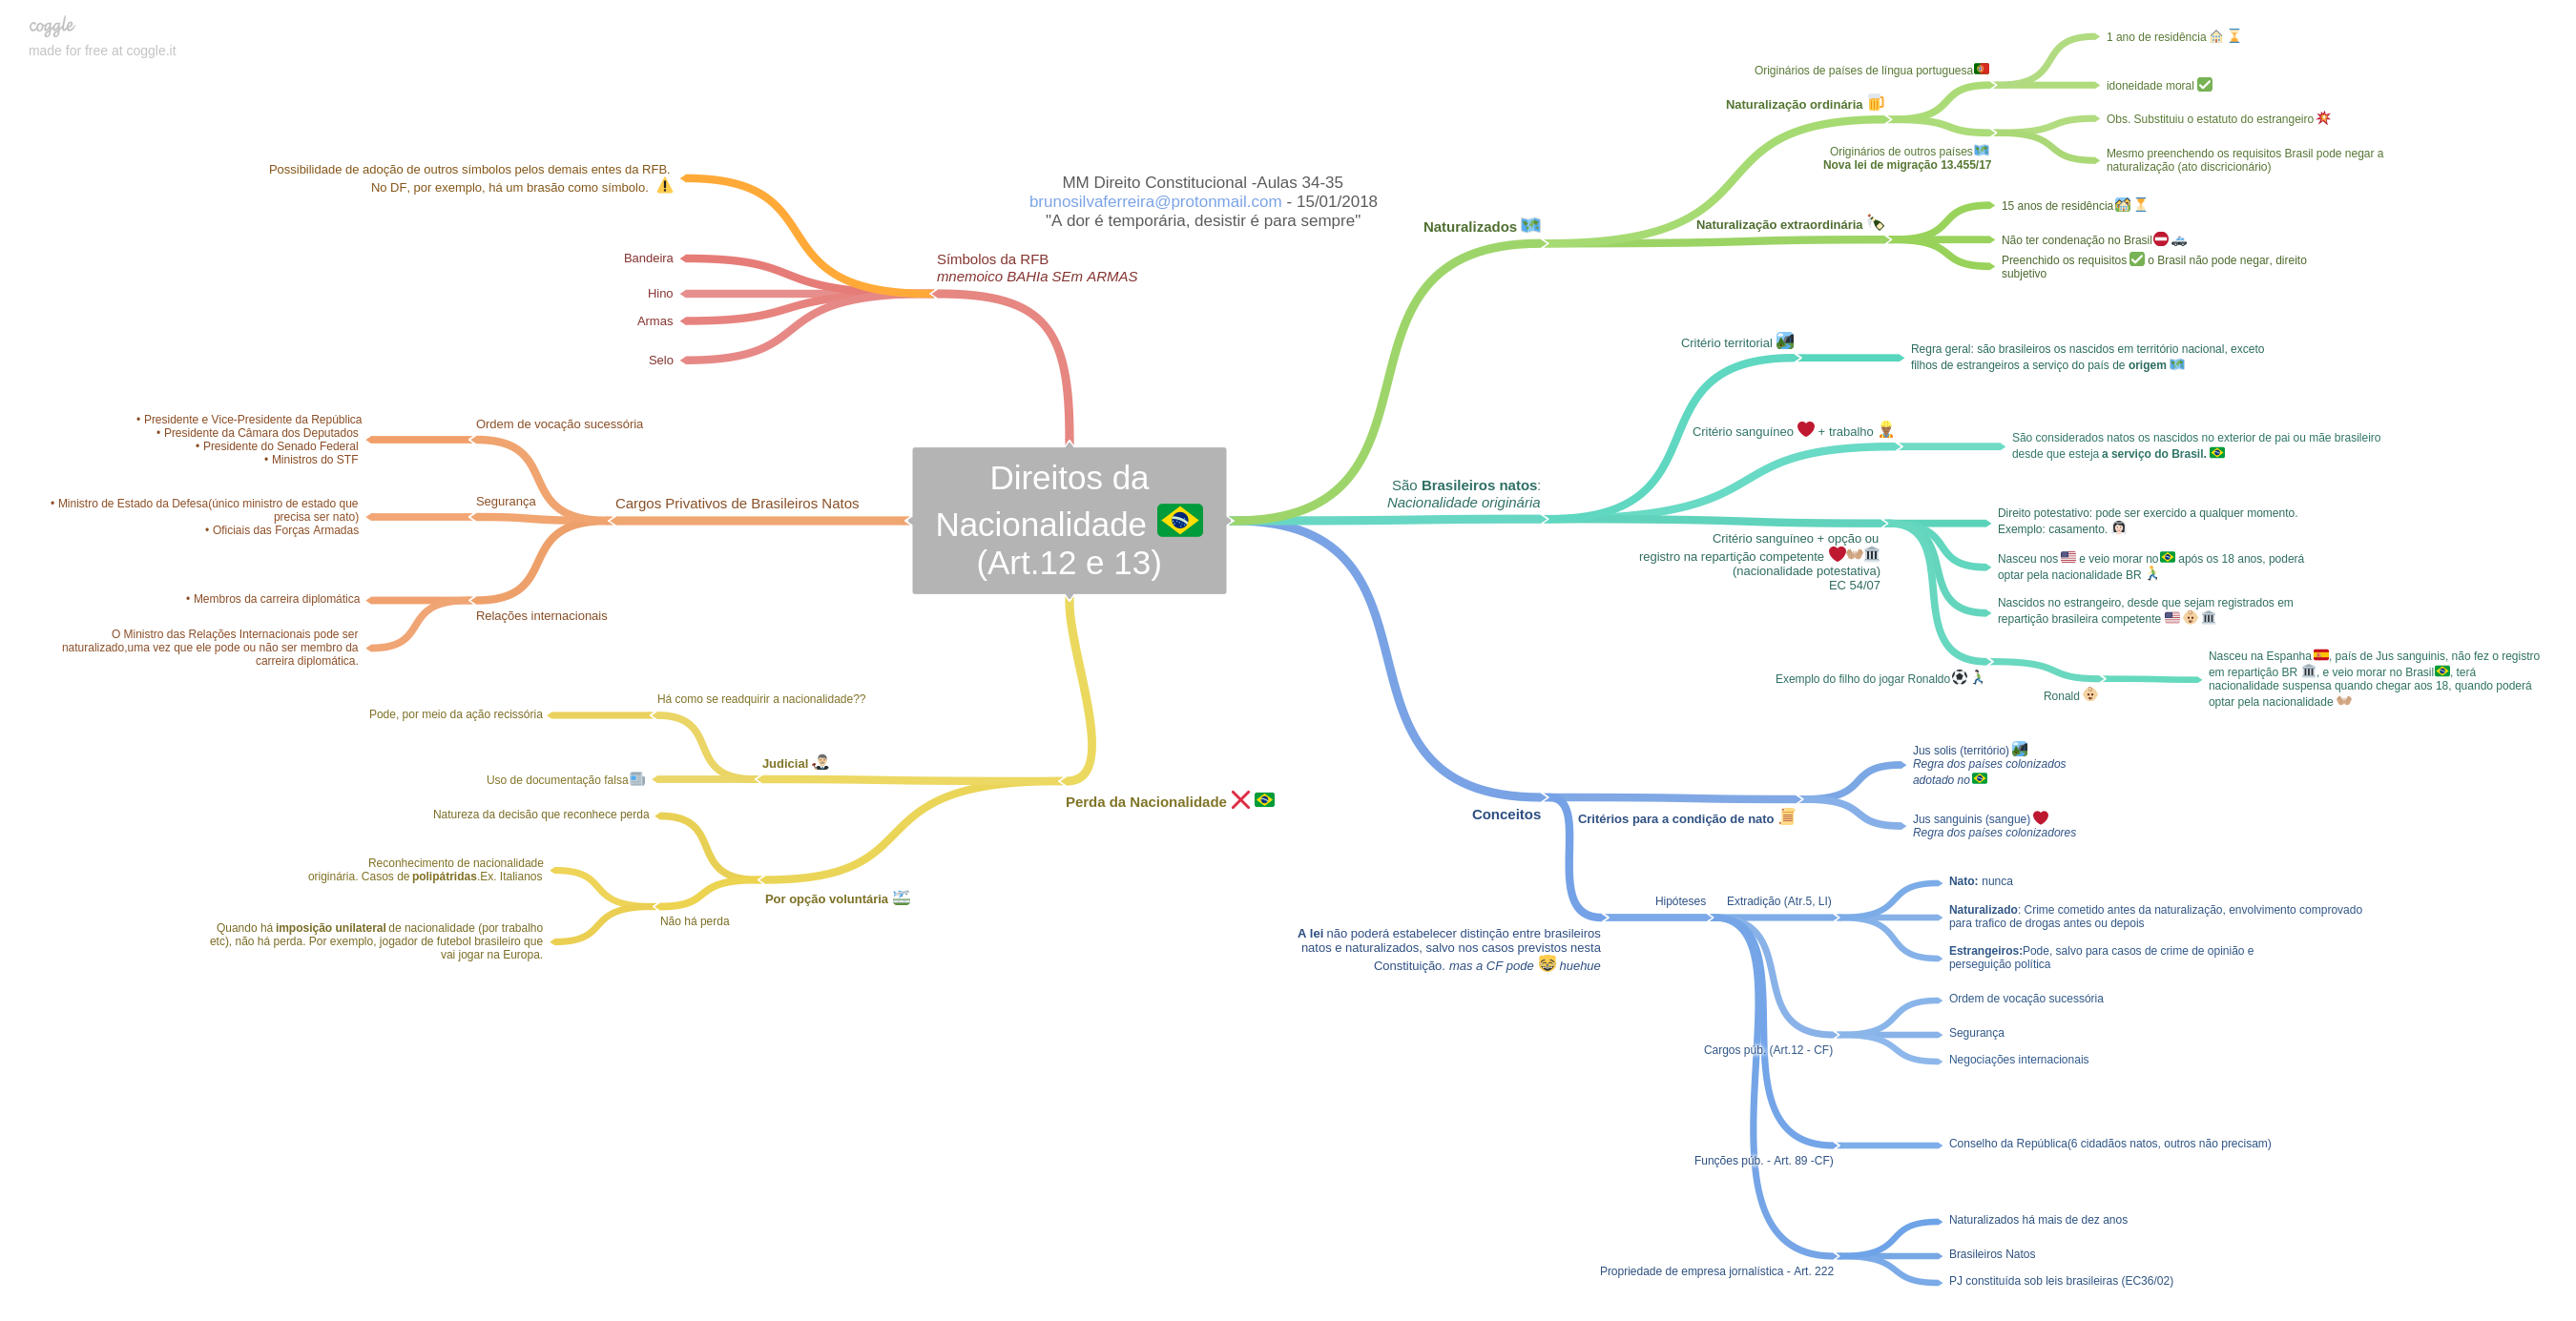 coggle
made for free at coggle.it
MM Direito Constitucional -Aulas 34-35
brunosilvaferreira@protonmail.com - 15/01/2018
"A dor é temporária, desistir é para sempre"
Direitos da
Nacionalidade
(Art.12 e 13)
Símbolos da RFB
mnemoico BAHIa SEm ARMAS
Possibilidade de adoção de outros símbolos pelos demais entes da RFB.
No DF, por exemplo, há um brasão como símbolo.
Bandeira
Hino
Armas
Selo
Cargos Privativos de Brasileiros Natos
Ordem de vocação sucessória
• Presidente e Vice-Presidente da República
• Presidente da Câmara dos Deputados
• Presidente do Senado Federal
• Ministros do STF
Segurança
• Ministro de Estado da Defesa(único ministro de estado que
precisa ser nato)
• Oficiais das Forças Armadas
Relações internacionais
• Membros da carreira diplomática
O Ministro das Relações Internacionais pode ser
naturalizado,uma vez que ele pode ou não ser membro da
carreira diplomática.
Perda da Nacionalidade
Judicial
Há como se readquirir a nacionalidade??
Pode, por meio da ação recissória
Uso de documentação falsa
Por opção voluntária
Natureza da decisão que reconhece perda
Não há perda
Reconhecimento de nacionalidade
originária. Casos de polipátridas.Ex. Italianos
Quando há imposição unilateral de nacionalidade (por trabalho
etc), não há perda. Por exemplo, jogador de futebol brasileiro que
vai jogar na Europa.
Naturalizados
Naturalização ordinária
Originários de países de língua portuguesa
1 ano de residência
idoneidade moral
Originários de outros países
Nova lei de migração 13.455/17
Obs. Substituiu o estatuto do estrangeiro
Mesmo preenchendo os requisitos Brasil pode negar a
naturalização (ato discricionário)
Naturalização extraordinária
15 anos de residência
Não ter condenação no Brasil
Preenchido os requisitos o Brasil não pode negar, direito
subjetivo
São Brasileiros natos:
Nacionalidade originária
Critério territorial
Regra geral: são brasileiros os nascidos em território nacional, exceto
filhos de estrangeiros a serviço do país de origem
Critério sanguíneo + trabalho
São considerados natos os nascidos no exterior de pai ou mãe brasileiro
desde que esteja a serviço do Brasil.
Critério sanguíneo + opção ou
registro na repartição competente
(nacionalidade potestativa)
EC 54/07
Direito potestativo: pode ser exercido a qualquer momento.
Exemplo: casamento.
Nasceu nos e veio morar no após os 18 anos, poderá
optar pela nacionalidade BR
Nascidos no estrangeiro, desde que sejam registrados em
repartição brasileira competente
Exemplo do filho do jogar Ronaldo
Ronald
Nasceu na Espanha, país de Jus sanguinis, não fez o registro
em repartição BR, e veio morar no Brasil, terá
nacionalidade suspensa quando chegar aos 18, quando poderá
optar pela nacionalidade
Conceitos
Critérios para a condição de nato
Jus solis (território)
Regra dos países colonizados
adotado no
Jus sanguinis (sangue)
Regra dos países colonizadores
A lei não poderá estabelecer distinção entre brasileiros
natos e naturalizados, salvo nos casos previstos nesta
Constituição. mas a CF pode huehue
Hipóteses
Extradição (Atr.5, LI)
Nato: nunca
Naturalizado: Crime cometido antes da naturalização, envolvimento comprovado
para trafico de drogas antes ou depois
Estrangeiros:Pode, salvo para casos de crime de opinião e
perseguição política
Cargos púb. (Art.12 - CF)
Ordem de vocação sucessória
Segurança
Negociações internacionais
Funções púb. - Art. 89 -CF)
Conselho da República(6 cidadãos natos, outros não precisam)
Propriedade de empresa jornalística - Art. 222
Naturalizados há mais de dez anos
Brasileiros Natos
PJ constituída sob leis brasileiras (EC36/02)